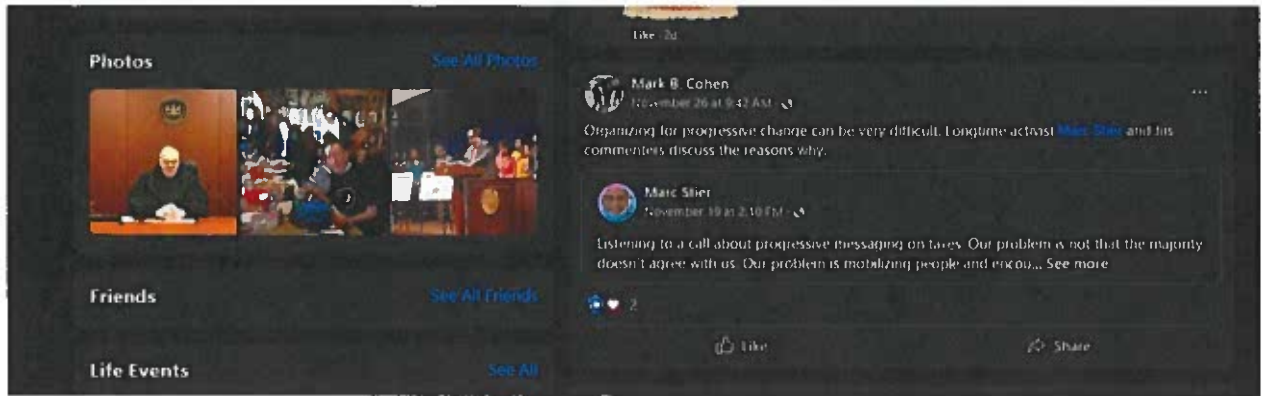 Photos
See All Photos
Friends
See All Friends
Life Events
See All
Like · 2d
Mark B. Cohen
November 26 at 9:42 AM
Organizing for progressive change can be very difficult. Longtime activist Marc Stier and his
commenters discuss the reasons why.
Marc Stier
November 19 at 2:10 PM
Listening to a call about progressive messaging on taxes. Our problem is not that the majority
doesn't agree with us. Our problem is mobilizing people and encou... See more
2
Like
Share